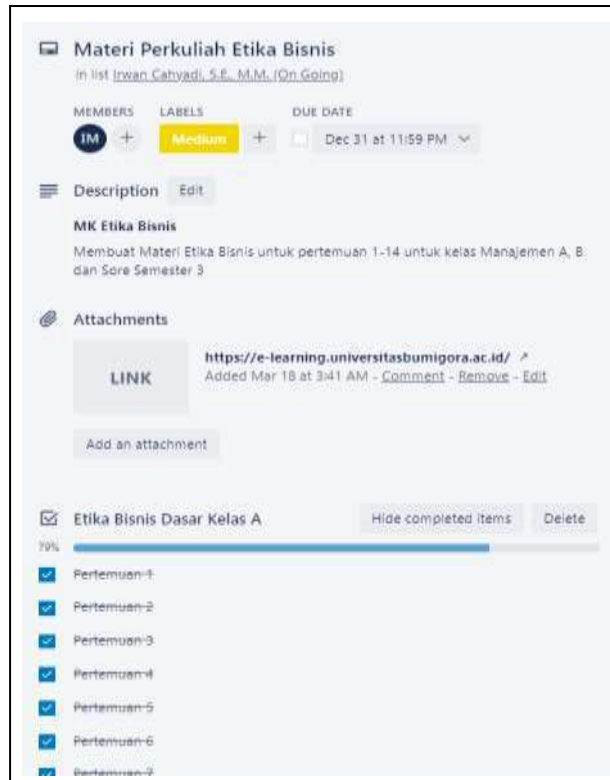 Materi Perkuliah Etika Bisnis
in list Irwan Cahyadi, S.E., M.M. (On Going)
MEMBERS LABELS DUE DATE
IM + Medium + Dec 31 at 11:59 PM
Description Edit
MK Etika Bisnis
Membuat Materi Etika Bisnis untuk pertemuan 1-14 untuk kelas Manajemen A, B
dan Sore Semester 3
Attachments
LINK
https://e-learning.universitasbumigora.ac.id/ ↗
Added Mar 18 at 3:41 AM - Comment - Remove - Edit
Add an attachment
Etika Bisnis Dasar Kelas A Hide completed items Delete
79%
Pertemuan 1
Pertemuan 2
Pertemuan 3
Pertemuan 4
Pertemuan 5
Pertemuan 6
Pertemuan 7